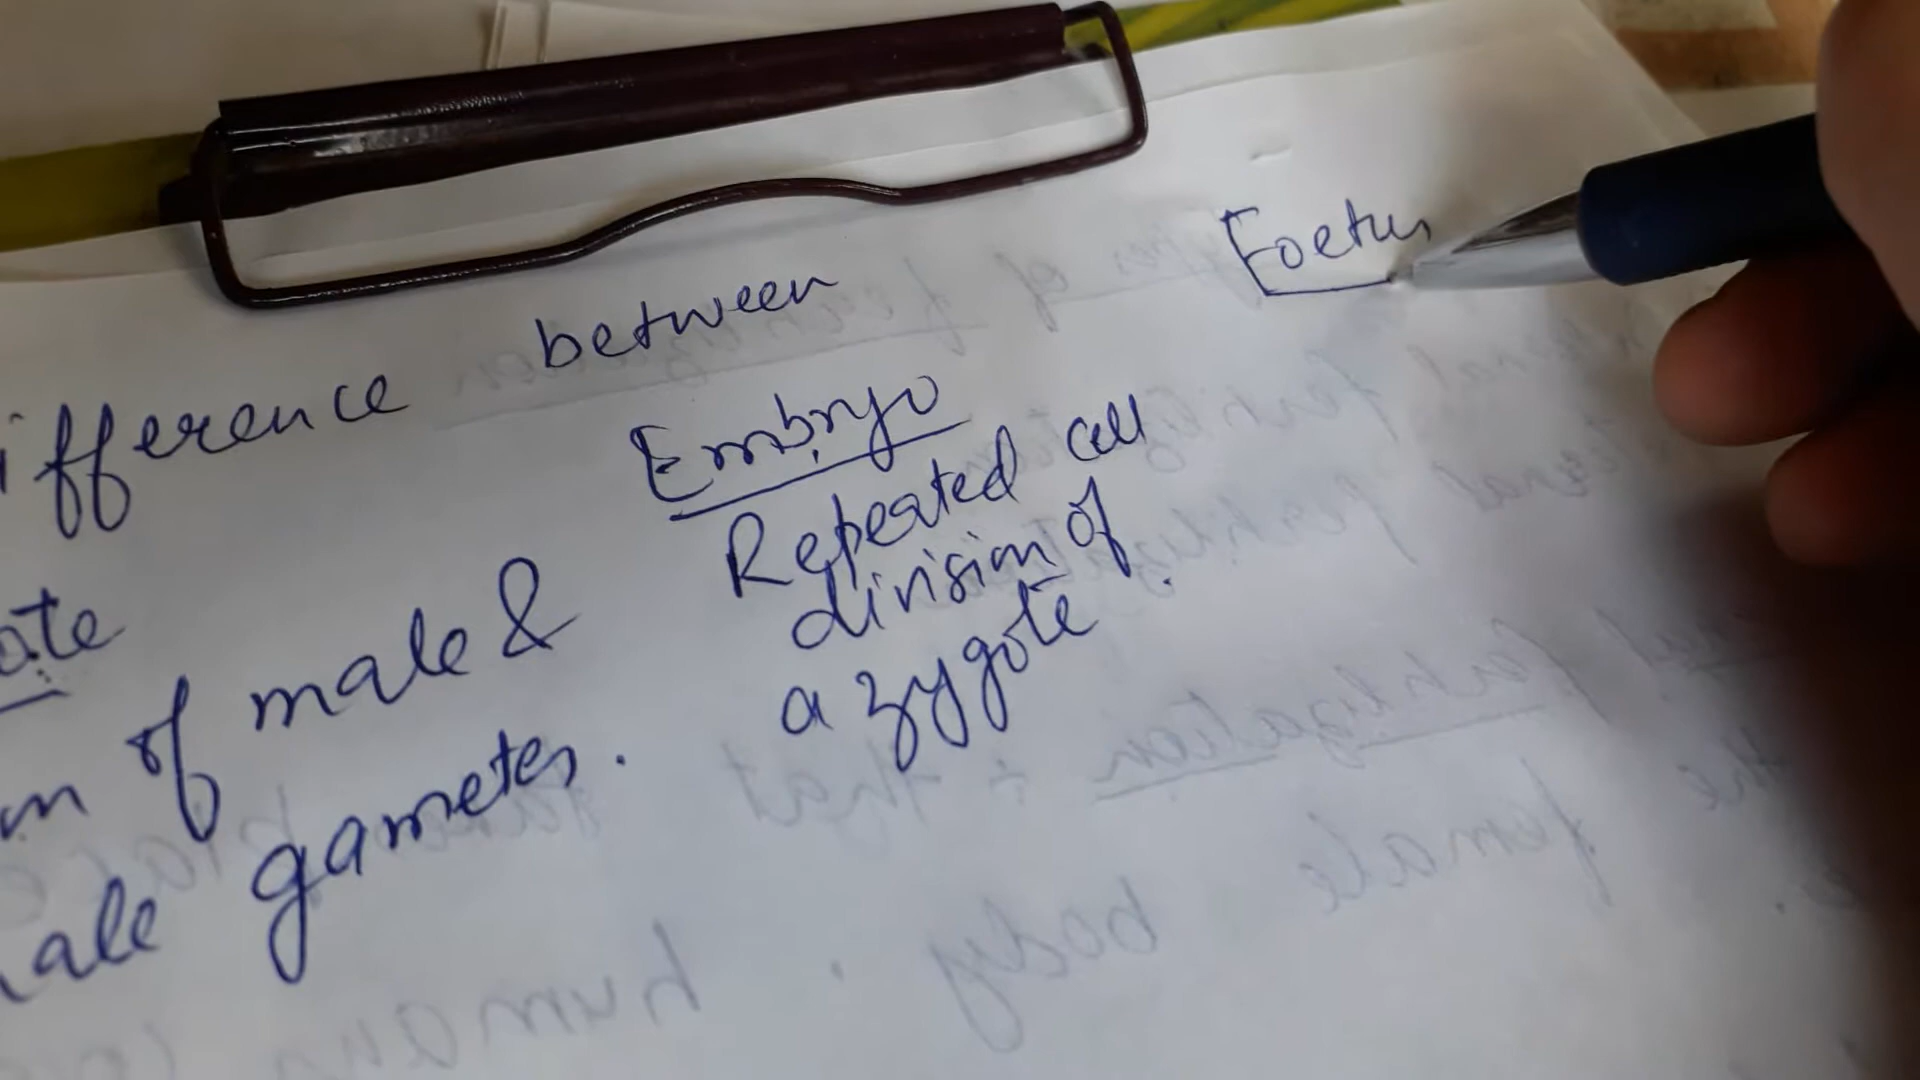 ifference between
ate
Embryo
Foetus
of male &
ale gametes.
Repeated cell
division of
a zygote